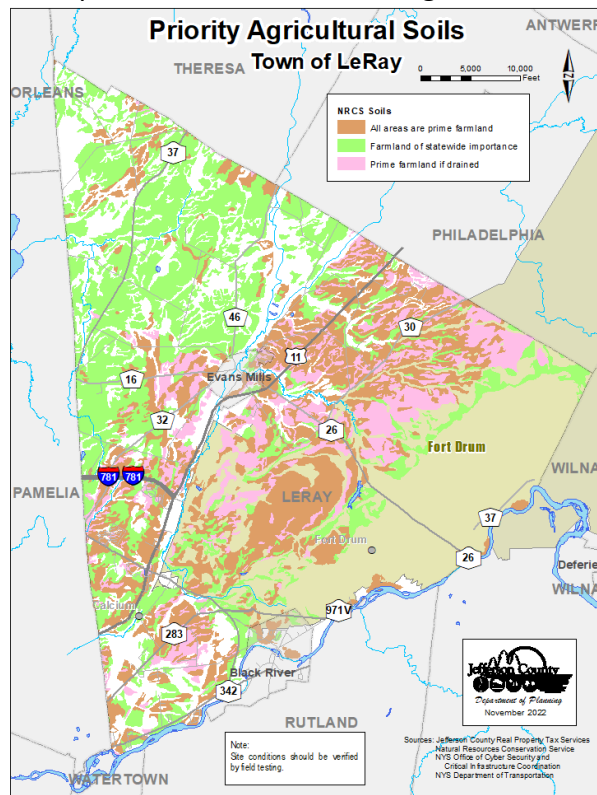 Priority Agricultural Soils
Town of LeRay
ANTWERP
THERESA
0 5,000 10,000
Feet
N
ORLEANS
NRCS Soils
All areas are prime farmland
Farmland of statewide importance
Prime farmland if drained
37
PHILADELPHIA
46
30
11
Evans Mills
16
32
26
Fort Drum
781 781
WILNA
PAMELIA
LERAY
37
Fort Drum
26
Deferie
WILNA
971V
Calcium
283
Black River
342
Jefferson County
Department of Planning
November 2022
RUTLAND
Note:
Site conditions should be verified
by field testing.
Sources: Jefferson County Real Property Tax Services
Natural Resources Conservation Service
NYS Office of Cyber Security and
Critical Infrastructure Coordination
NYS Department of Transportation
WATERTOWN